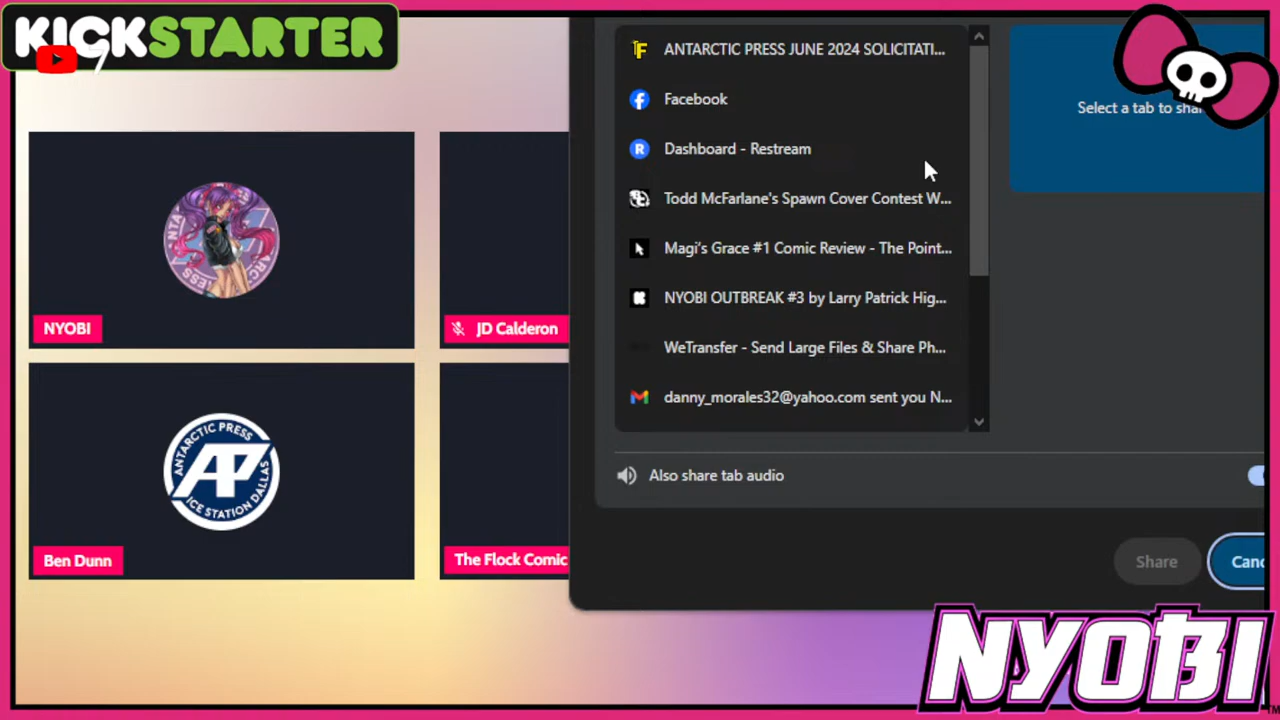 KICKSTARTER
7
ANTARCTIC PRESS JUNE 2024 SOLICITATI...
Facebook
Dashboard - Restream
Todd McFarlane's Spawn Cover Contest W...
Magi's Grace #1 Comic Review - The Point...
NYOBI OUTBREAK #3 by Larry Patrick Hig...
WeTransfer - Send Large Files & Share Ph...
danny_morales32@yahoo.com sent you N...
Select a tab to sha
NYOBI
JD Calderon
ANTARCTIC PRESS
AP
ICE STATION DALLAS
Ben Dunn
The Flock Comic
Also share tab audio
Share
Canc
NYOBI
TM